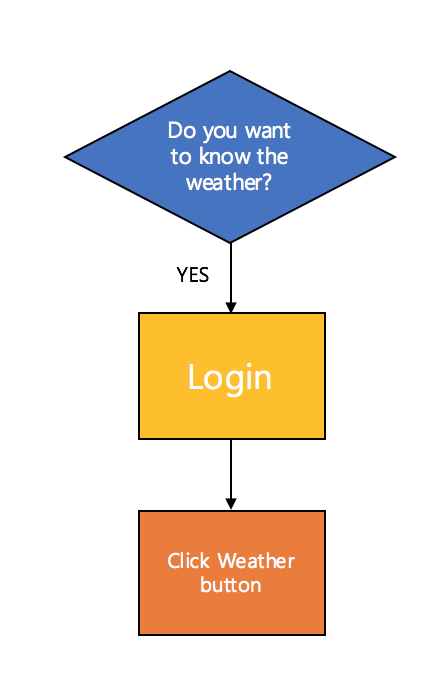 Do you want
to know the
weather?
YES
Login
Click Weather
button